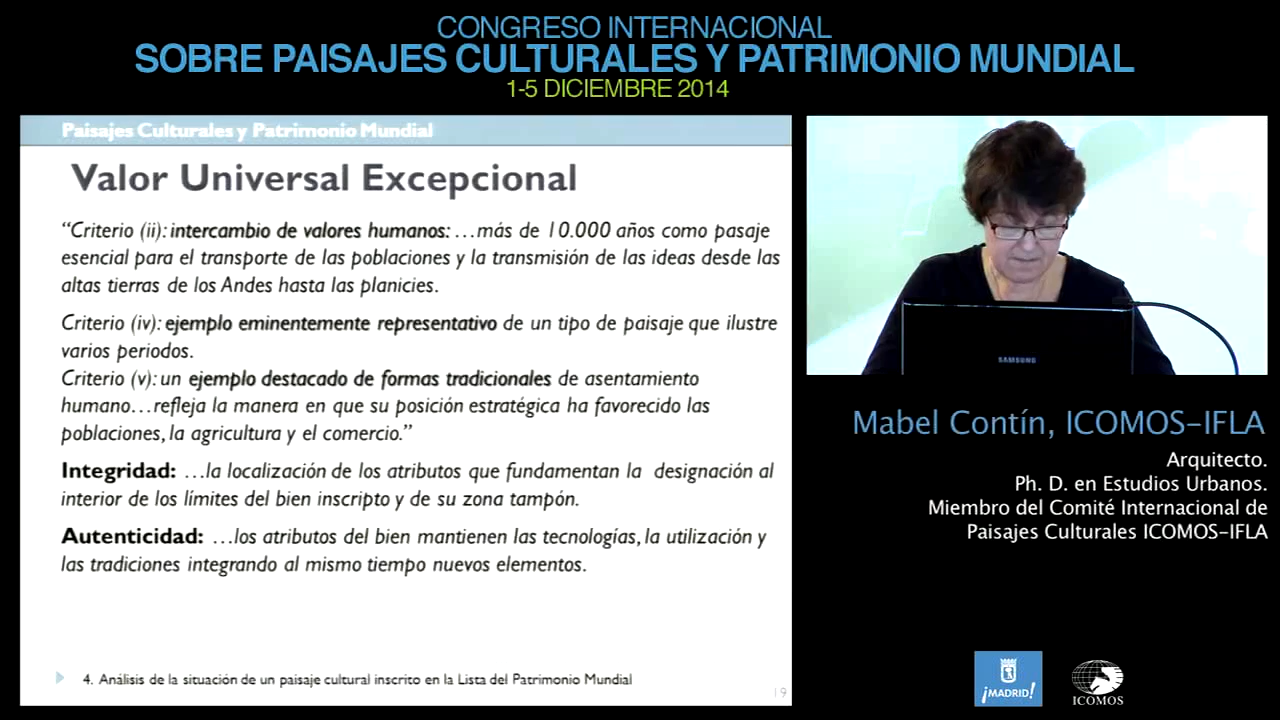 CONGRESO INTERNACIONAL
SOBRE PAISAJES CULTURALES Y PATRIMONIO MUNDIAL
1-5 DICIEMBRE 2014
Paisajes Culturales y Patrimonio Mundial
Valor Universal Excepcional
“Criterio (ii): intercambio de valores humanos: …más de 10.000 años como pasaje
esencial para el transporte de las poblaciones y la transmisión de las ideas desde las
altas tierras de los Andes hasta las planicies.
Criterio (iv): ejemplo eminentemente representativo de un tipo de paisaje que ilustre
varios periodos.
Criterio (v): un ejemplo destacado de formas tradicionales de asentamiento
humano…refleja la manera en que su posición estratégica ha favorecido las
poblaciones, la agricultura y el comercio.”
Integridad: …la localización de los atributos que fundamentan la designación al
interior de los límites del bien inscripto y de su zona tampón.
Autenticidad: …los atributos del bien mantienen las tecnologías, la utilización y
las tradiciones integrando al mismo tiempo nuevos elementos.
4. Análisis de la situación de un paisaje cultural inscrito en la Lista del Patrimonio Mundial
19
SAMSUNG
Mabel Contín, ICOMOS-IFLA
Arquitecto.
Ph. D. en Estudios Urbanos.
Miembro del Comité Internacional de
Paisajes Culturales ICOMOS-IFLA
¡MADRID!
ICOMOS